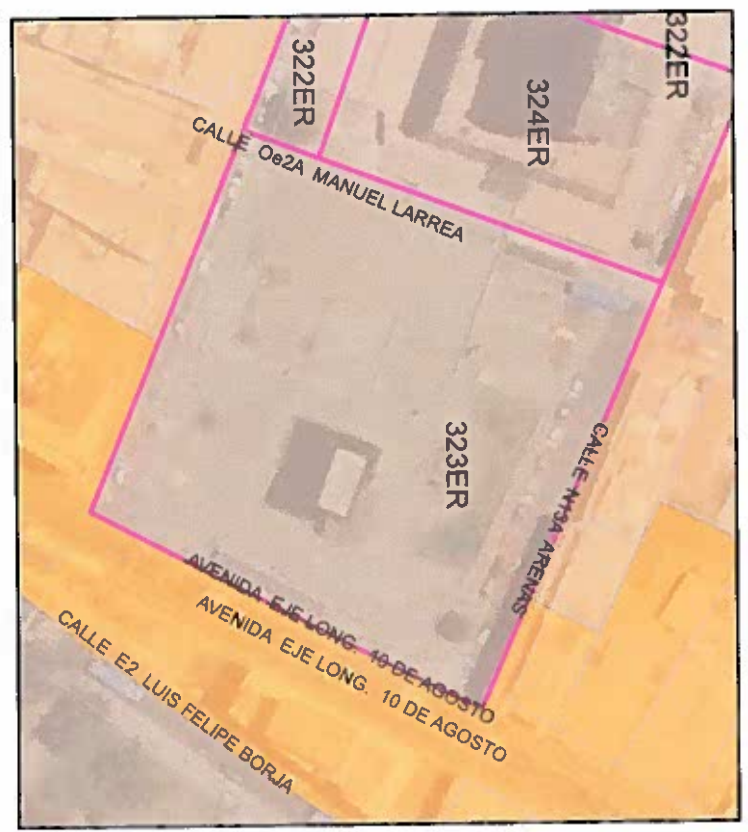 322ER
322ER
324ER
CALLE Oe2A MANUEL LARREA
323ER
CALLE N13A ARENAS
AVENIDA EJE LONG. 10 DE AGOSTO
AVENIDA EJE LONG. 10 DE AGOSTO
CALLE E2 LUIS FELIPE BORJA